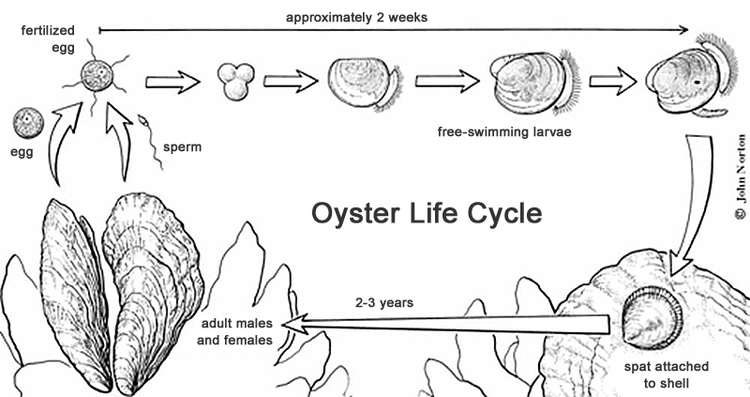 approximately 2 weeks
fertilized
egg
egg
sperm
free-swimming larvae
© John Norton
Oyster Life Cycle
2-3 years
adult males
and females
spat attached
to shell